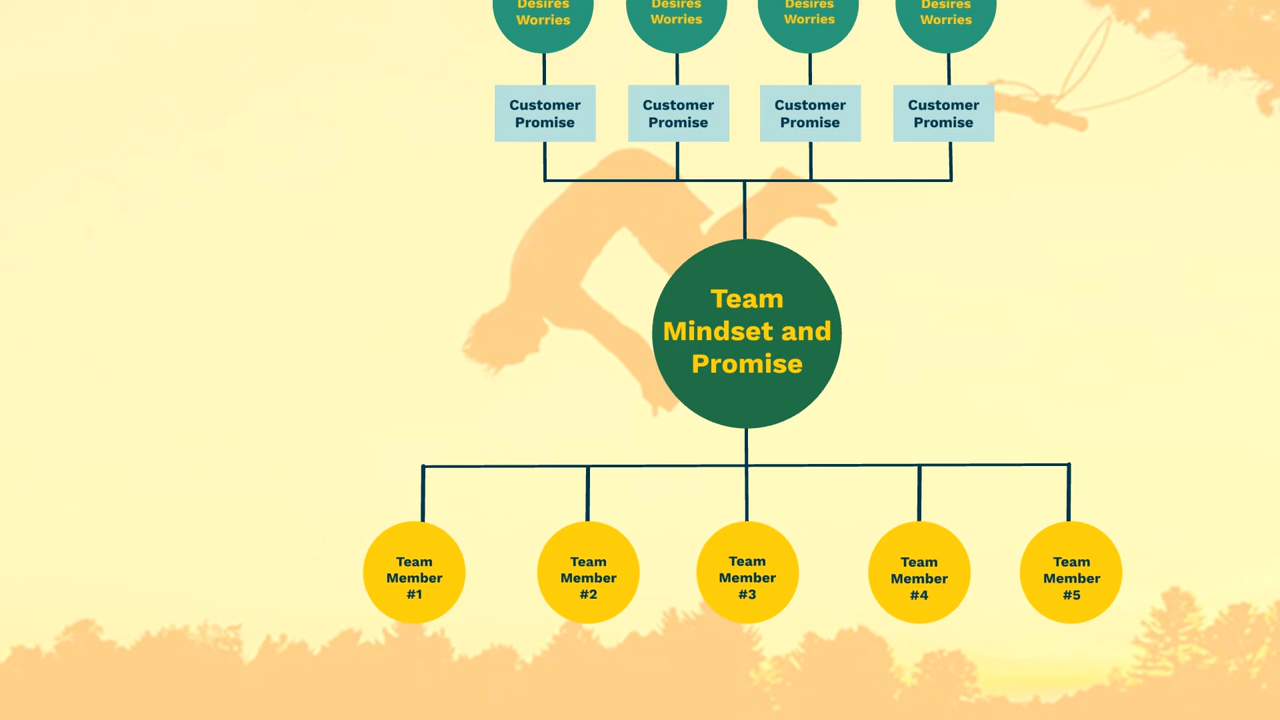 Desires
Worries
Desires
Worries
Desires
Worries
Desires
Worries
Customer
Promise
Customer
Promise
Customer
Promise
Customer
Promise
Team
Mindset and
Promise
Team
Member
#1
Team
Member
#2
Team
Member
#3
Team
Member
#4
Team
Member
#5